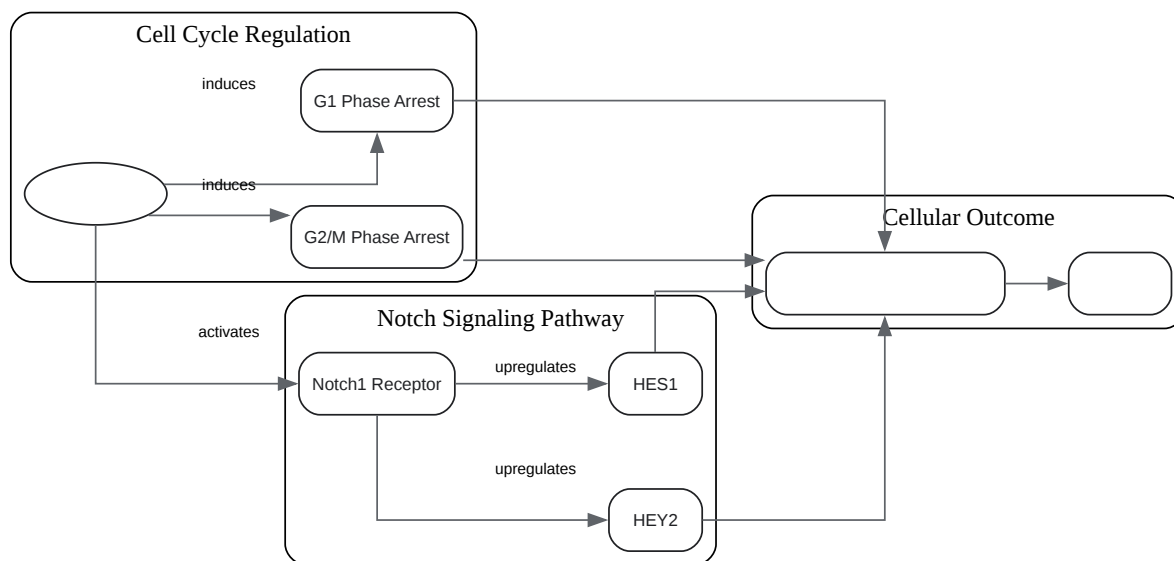 Cell Cycle Regulation
induces
G1 Phase Arrest
induces
G2/M Phase Arrest
Cellular Outcome
Notch Signaling Pathway
activates
Notch1 Receptor
upregulates
HES1
upregulates
HEY2